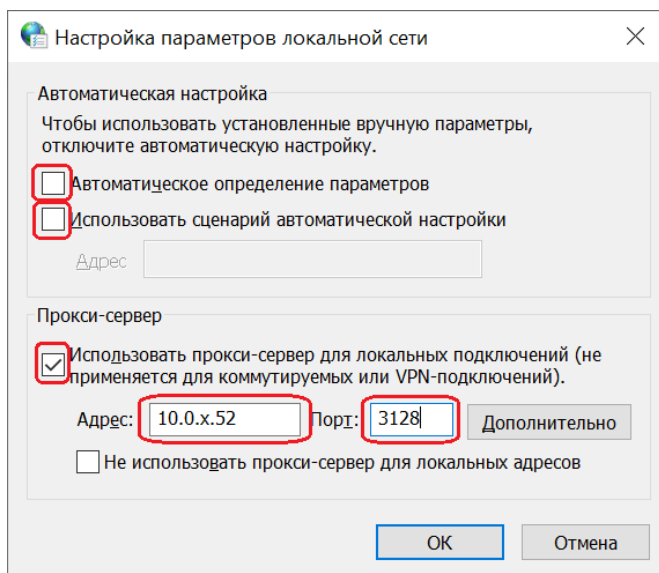 Настройка параметров локальной сети
Автоматическая настройка
Чтобы использовать установленные вручную параметры,
отключите автоматическую настройку.
Автоматическое определение параметров
Использовать сценарий автоматической настройки
Адрес
Прокси-сервер
Использовать прокси-сервер для локальных подключений (не
применяется для коммутируемых или VPN-подключений).
Адрес: 10.0.x.52 Порт: 3128 Дополнительно
Не использовать прокси-сервер для локальных адресов
ОК Отмена